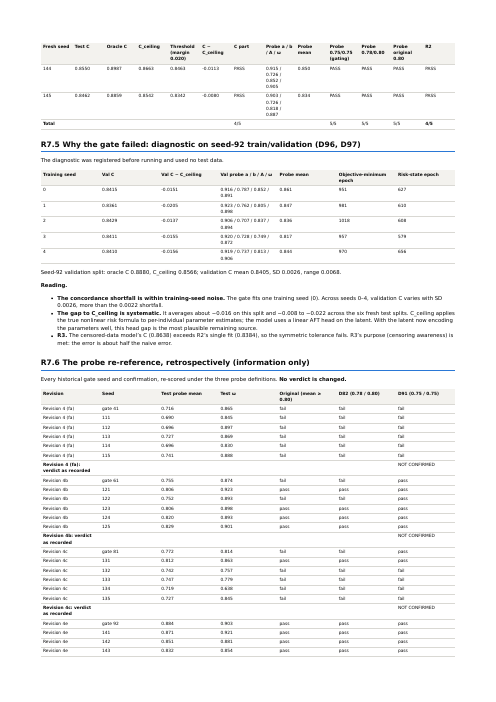 Fresh seed Test C Oracle C C_ceiling Threshold (margin 0.020) C − C_ceiling C part Probe a / b / A / ω Probe mean Probe 0.75/0.75 (gating) Probe 0.78/0.80 Probe original 0.80 R2
144 0.8550 0.8987 0.8663 0.8463 -0.0113 PASS 0.915 / 0.726 / 0.852 / 0.905 0.850 PASS PASS PASS PASS
145 0.8462 0.8859 0.8542 0.8342 -0.0080 PASS 0.903 / 0.726 / 0.818 / 0.887 0.834 PASS PASS PASS PASS
Total 4/5 5/5 5/5 5/5 4/5
R7.5 Why the gate failed: diagnostic on seed-92 train/validation (D96, D97)
The diagnostic was registered before running and used no test data.
Training seed Val C Val C − C_ceiling Val probe a / b / A / ω Probe mean Objective-minimum epoch Risk-state epoch
0 0.8415 -0.0151 0.916 / 0.787 / 0.852 / 0.891 0.861 951 627
1 0.8361 -0.0205 0.923 / 0.762 / 0.805 / 0.898 0.847 981 610
2 0.8429 -0.0137 0.906 / 0.707 / 0.837 / 0.894 0.836 1018 608
3 0.8411 -0.0155 0.920 / 0.728 / 0.749 / 0.872 0.817 957 579
4 0.8410 -0.0156 0.919 / 0.737 / 0.813 / 0.906 0.844 970 656
Seed-92 validation split: oracle C 0.8880, C_ceiling 0.8566; validation C mean 0.8405, SD 0.0026, range 0.0068.
Reading.
• The concordance shortfall is within training-seed noise. The gate fits one training seed (0). Across seeds 0–4, validation C varies with SD
0.0026, more than the 0.0022 shortfall.
• The gap to C_ceiling is systematic. It averages about −0.016 on this split and −0.008 to −0.022 across the six fresh test splits. C_ceiling applies
the true nonlinear risk formula to per-individual parameter estimates; the model uses a linear AFT head on the latent. With the latent now encoding
the parameters well, this head gap is the most plausible remaining source.
• R3. The censored-data model's C (0.8638) exceeds R2's single fit (0.8384), so the symmetric tolerance fails. R3's purpose (censoring awareness) is
met: the error is about half the naive error.
R7.6 The probe re-reference, retrospectively (information only)
Every historical gate seed and confirmation, re-scored under the three probe definitions. No verdict is changed.
Revision Seed Test probe mean Test ω Original (mean ≥ 0.80) D82 (0.78 / 0.80) D91 (0.75 / 0.75)
Revision 4 (fa) gate 41 0.716 0.865 fail fail fail
Revision 4 (fa) 111 0.690 0.845 fail fail fail
Revision 4 (fa) 112 0.696 0.897 fail fail fail
Revision 4 (fa) 113 0.727 0.869 fail fail fail
Revision 4 (fa) 114 0.696 0.830 fail fail fail
Revision 4 (fa) 115 0.741 0.888 fail fail fail
Revision 4 (fa): verdict as recorded NOT CONFIRMED
Revision 4b gate 61 0.755 0.874 fail fail pass
Revision 4b 121 0.806 0.923 pass pass pass
Revision 4b 122 0.752 0.893 fail fail pass
Revision 4b 123 0.806 0.898 pass pass pass
Revision 4b 124 0.820 0.893 pass pass pass
Revision 4b 125 0.829 0.901 pass pass pass
Revision 4b: verdict as recorded NOT CONFIRMED
Revision 4c gate 81 0.772 0.814 fail fail pass
Revision 4c 131 0.812 0.863 pass pass pass
Revision 4c 132 0.742 0.757 fail fail fail
Revision 4c 133 0.747 0.779 fail fail fail
Revision 4c 134 0.719 0.638 fail fail fail
Revision 4c 135 0.727 0.845 fail fail fail
Revision 4c: verdict as recorded NOT CONFIRMED
Revision 4e gate 92 0.884 0.903 pass pass pass
Revision 4e 141 0.871 0.921 pass pass pass
Revision 4e 142 0.851 0.881 pass pass pass
Revision 4e 143 0.832 0.854 pass pass pass